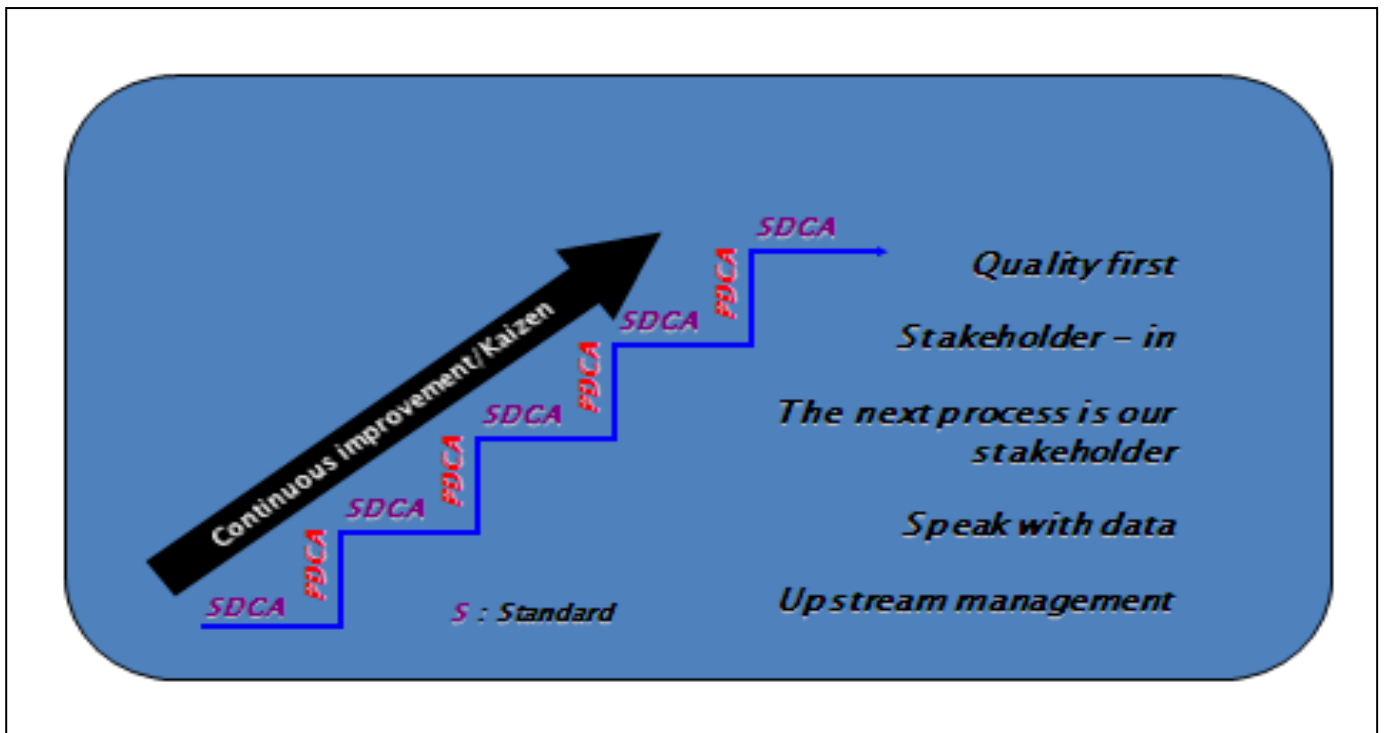 SDCA
PDCA
Quality first
SDCA
PDCA
Stakeholder – in
Continuous improvement/Kaizen
SDCA
PDCA
The next process is our
stakeholder
SDCA
PDCA
Speak with data
SDCA
S : Standard
Upstream management